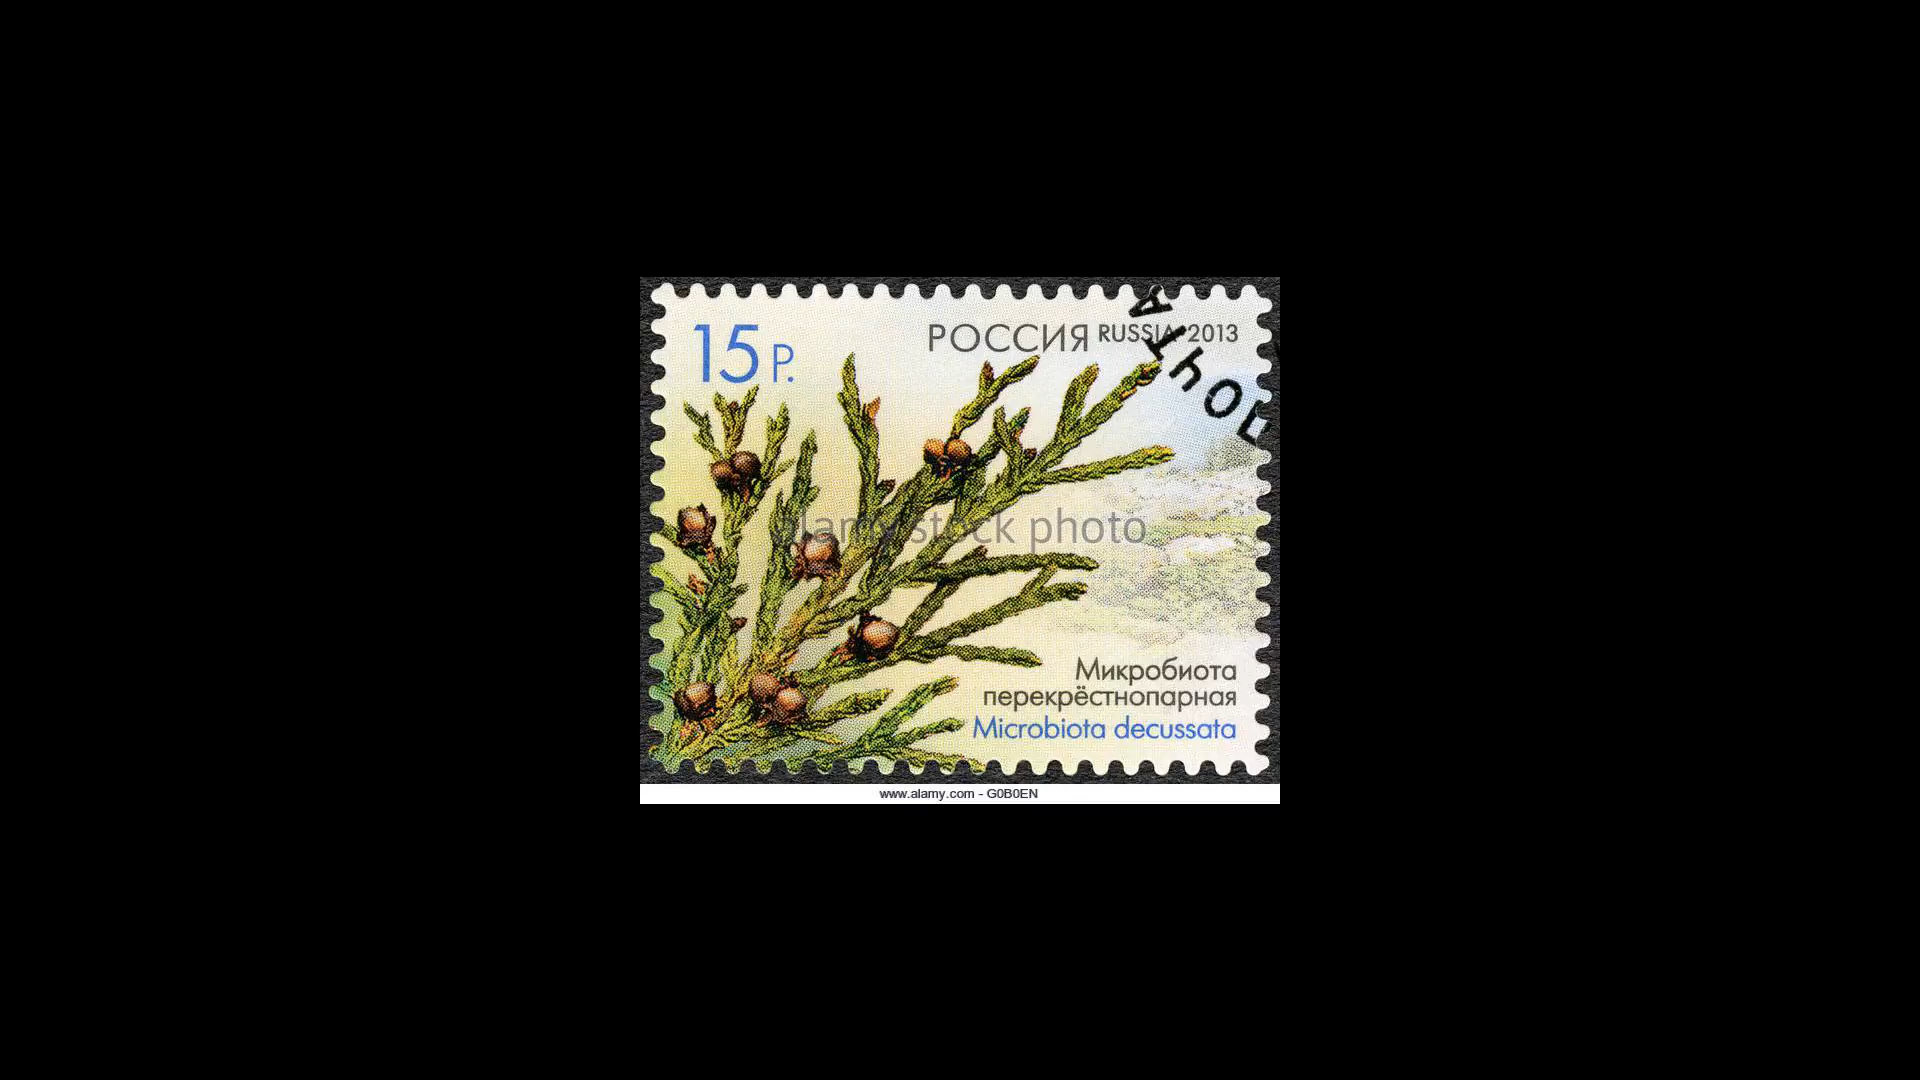 15 Р.
РОССИЯ RUSSIA 2013
ПОЧТА
alamy stock photo
Микробиота
перекрёстнопарная
Microbiota decussata
www.alamy.com - G0B0EN